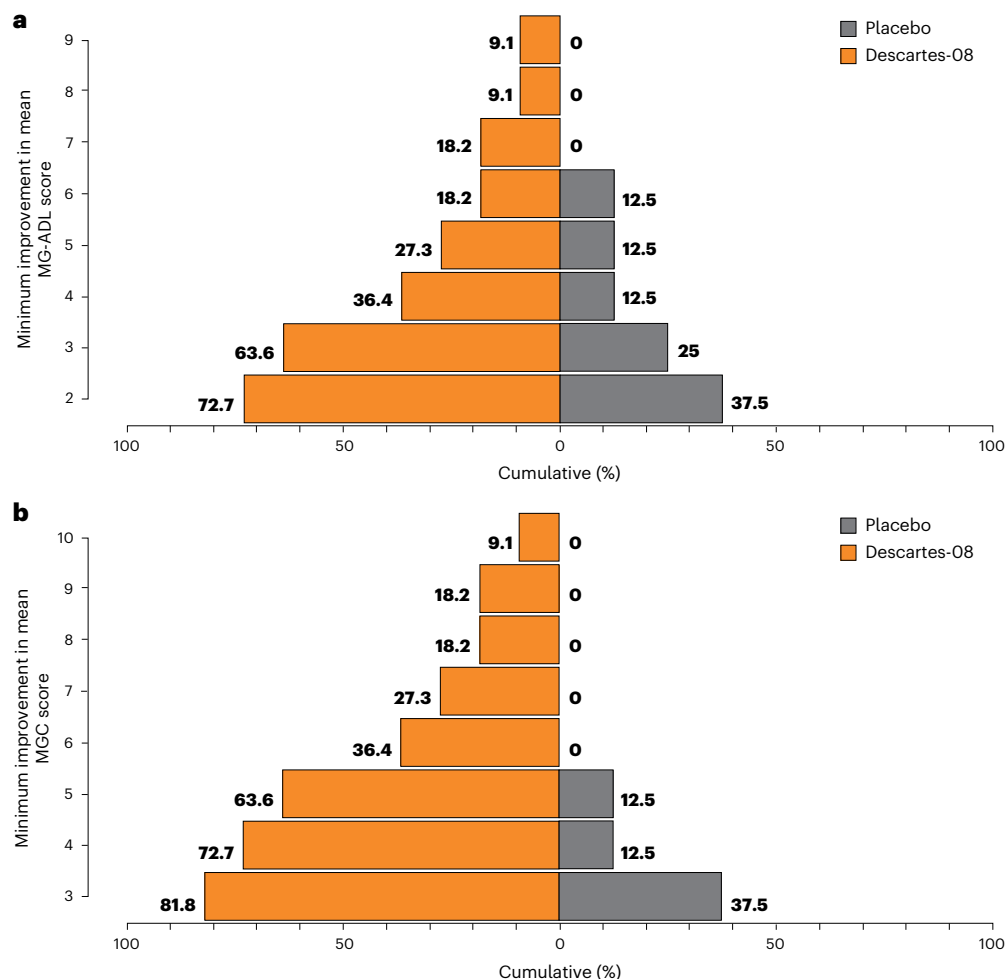 a
Placebo
Descartes-08
Minimum improvement in mean
MG-ADL score
9 9.1 0
8 9.1 0
7 18.2 0
6 18.2 12.5
5 27.3 12.5
4 36.4 12.5
3 63.6 25
2 72.7 37.5
100 50 0 50 100
Cumulative (%)
b
Placebo
Descartes-08
Minimum improvement in mean
MGC score
10 9.1 0
9 18.2 0
8 18.2 0
7 27.3 0
6 36.4 0
5 63.6 12.5
4 72.7 12.5
3 81.8 37.5
100 50 0 50 100
Cumulative (%)